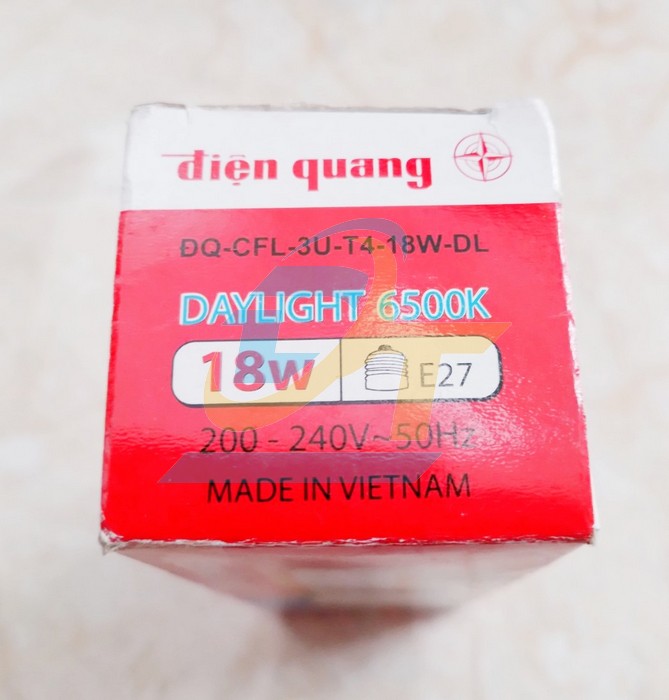 điện quang
ĐQ-CFL-3U-T4-18W-DL
DAYLIGHT 6500K
18W E27
200 - 240V~50Hz
MADE IN VIETNAM